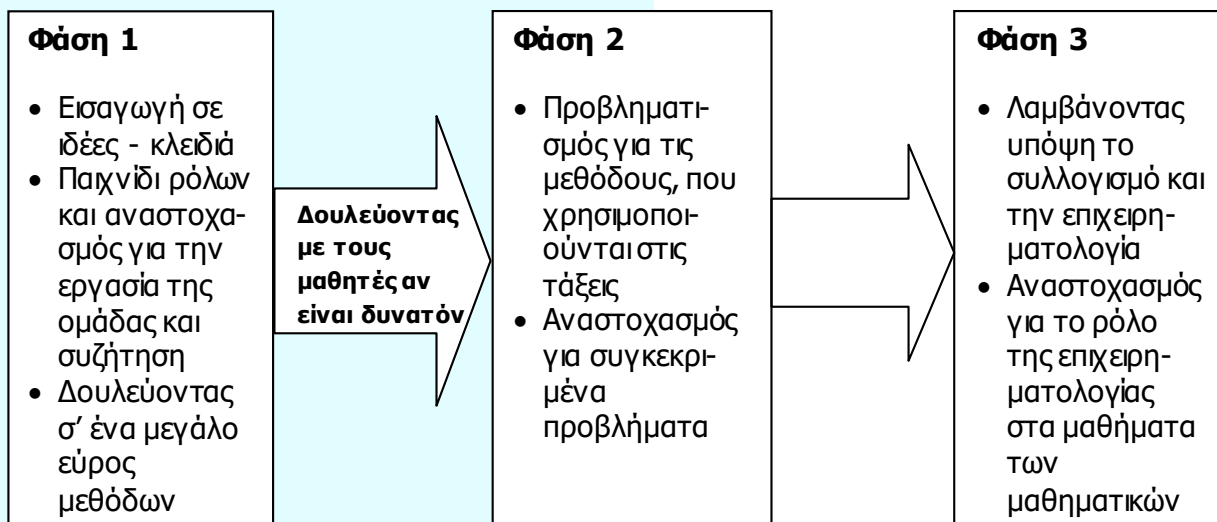 Φάση 1
• Εισαγωγή σε
ιδέες - κλειδιά
• Παιχνίδι ρόλων
και αναστοχα-
σμός για την
εργασία της
ομάδας και
συζήτηση
• Δουλεύοντας
σ’ ένα μεγάλο
εύρος
μεθόδων
Δουλεύοντας
με τους
μαθητές αν
είναι δυνατόν
Φάση 2
• Προβληματι-
σμός για τις
μεθόδους, που
χρησιμοποι-
ούνται στις
τάξεις
• Αναστοχασμός
για συγκεκρι-
μένα
προβλήματα
Φάση 3
• Λαμβάνοντας
υπόψη το
συλλογισμό και
την επιχειρη-
ματολογία
• Αναστοχασμός
για το ρόλο
της επιχειρη-
ματολογίας
στα μαθήματα
των
μαθηματικών